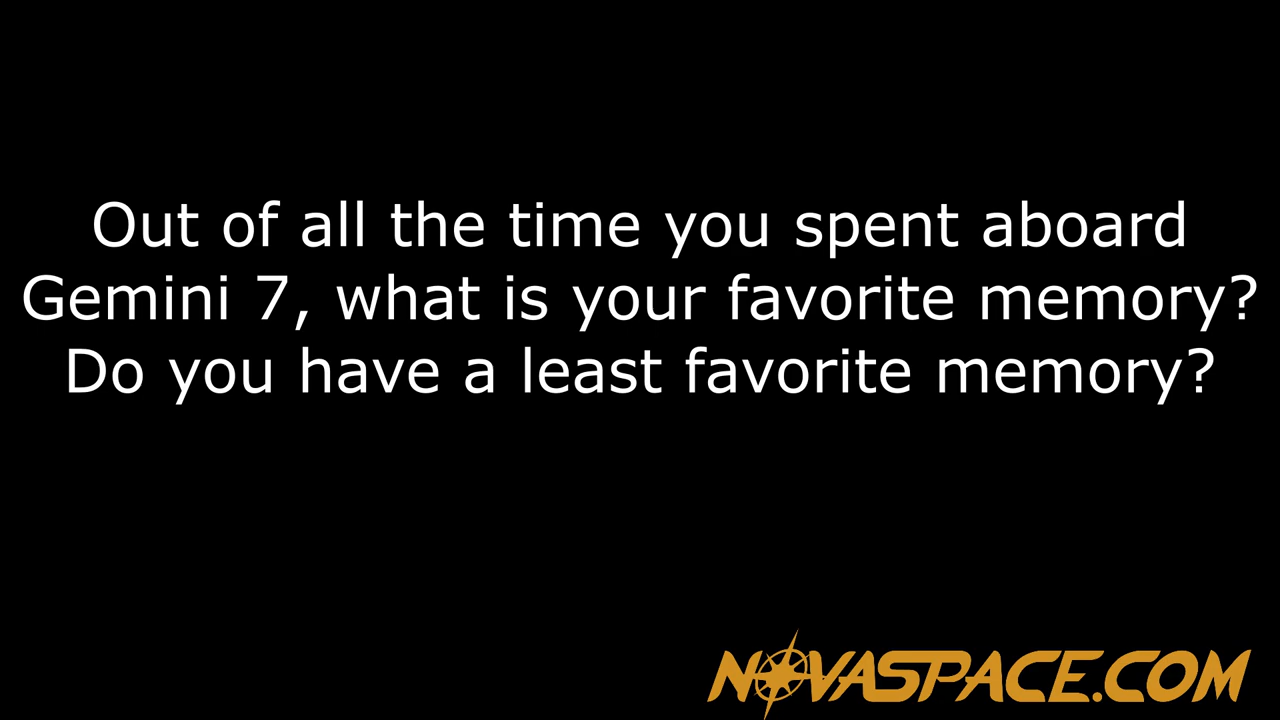 Out of all the time you spent aboard
Gemini 7, what is your favorite memory?
Do you have a least favorite memory?
NOVASPACE.COM